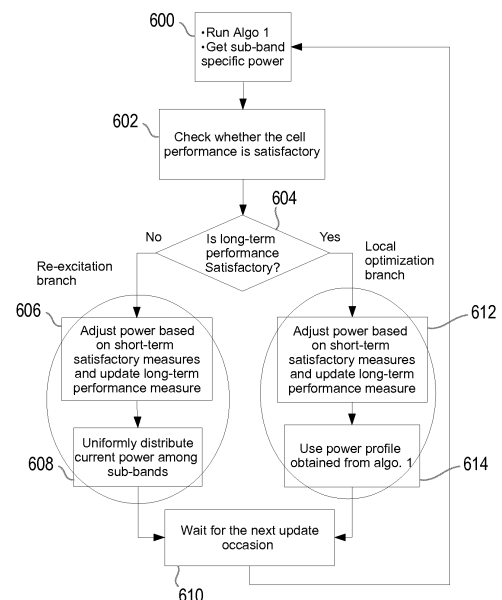 600
•Run Algo 1
•Get sub-band
specific power
602
Check whether the cell
performance is satisfactory
604
No
Is long-term
performance
Satisfactory?
Yes
Re-excitation
branch
Local
optimization
branch
606
Adjust power based
on short-term
satisfactory measures
and update long-term
performance measure
612
Adjust power based
on short-term
satisfactory measures
and update long-term
performance measure
608
Uniformly distribute
current power among
sub-bands
Use power profile
obtained from algo. 1
614
Wait for the next update
occasion
610